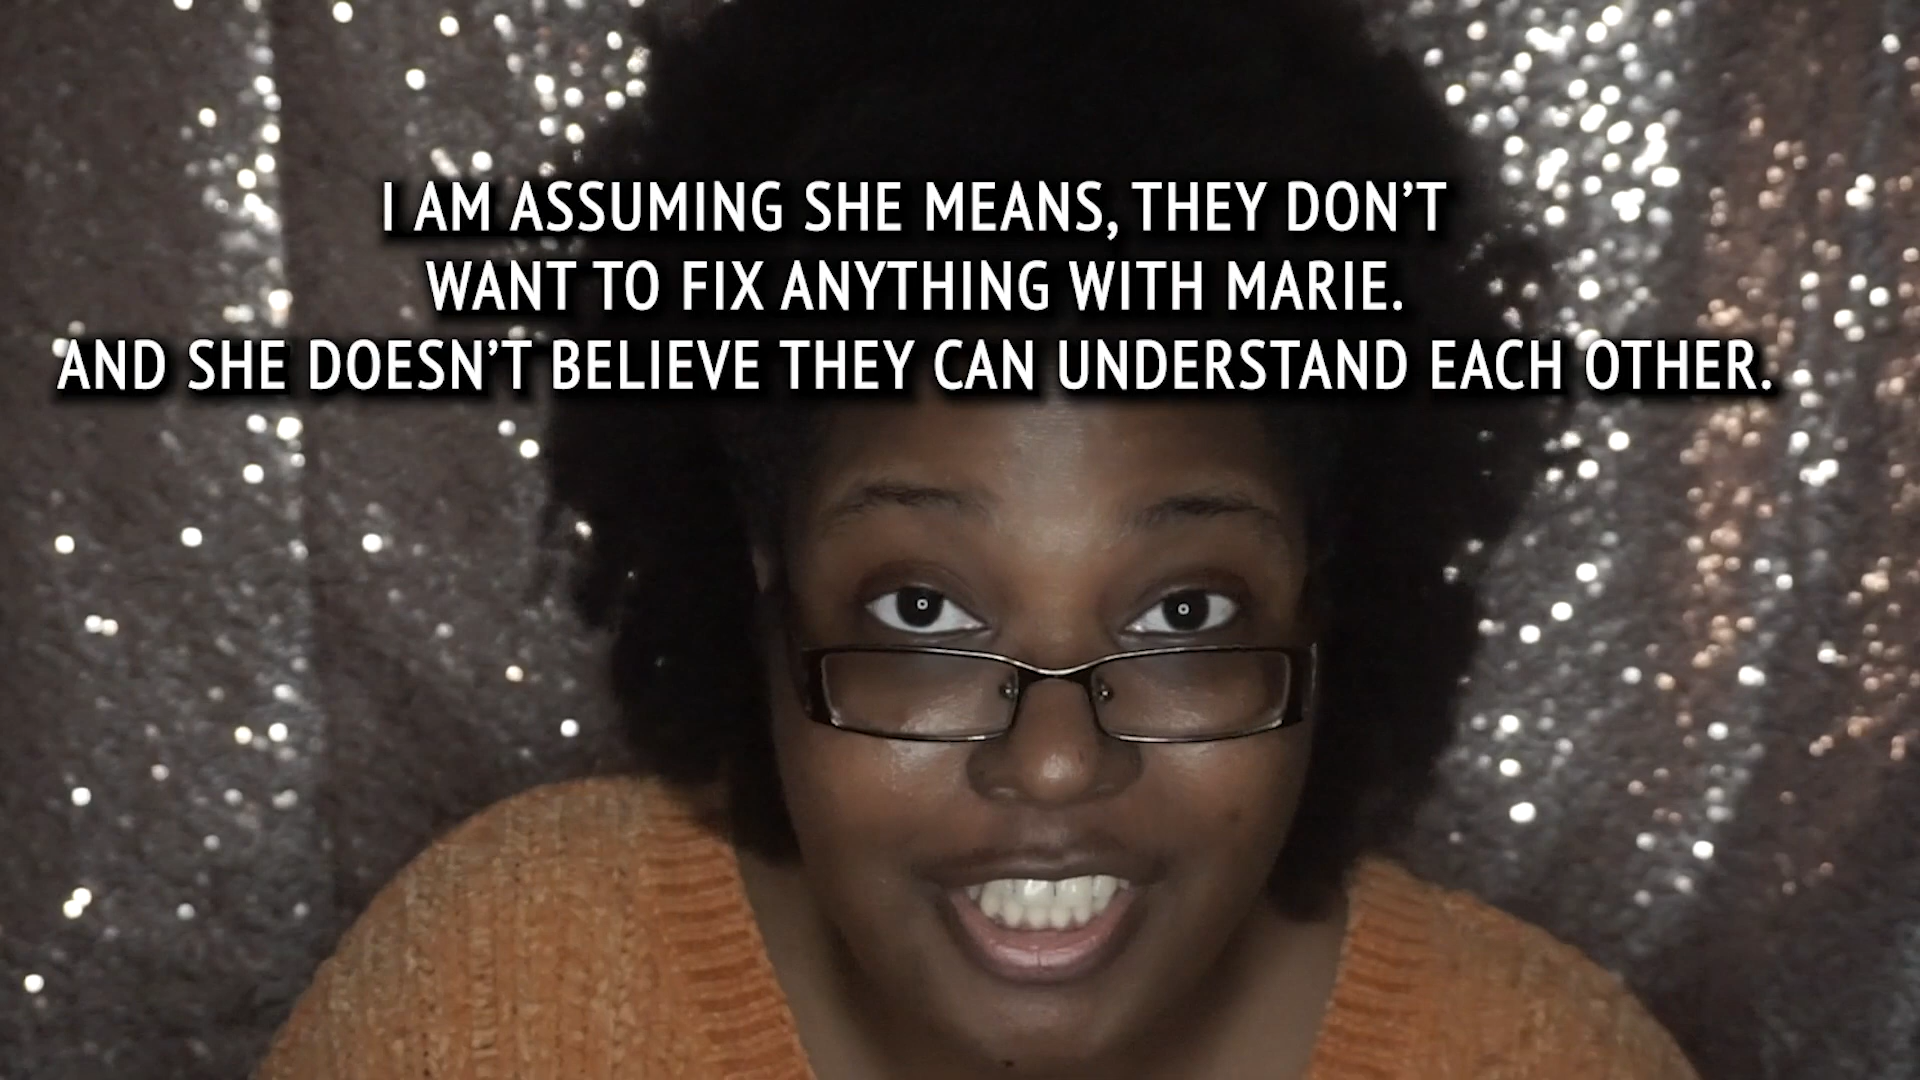 I AM ASSUMING SHE MEANS, THEY DON’T
WANT TO FIX ANYTHING WITH MARIE.
AND SHE DOESN’T BELIEVE THEY CAN UNDERSTAND EACH OTHER.